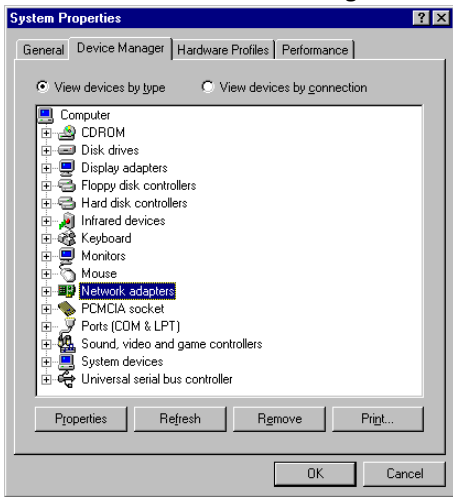 System Properties
General Device Manager Hardware Profiles Performance
View devices by type View devices by connection
Computer
CDROM
Disk drives
Display adapters
Floppy disk controllers
Hard disk controllers
Infrared devices
Keyboard
Monitors
Mouse
Network adapters
PCMCIA socket
Ports (COM & LPT)
Sound, video and game controllers
System devices
Universal serial bus controller
Properties Refresh Remove Print...
OK Cancel